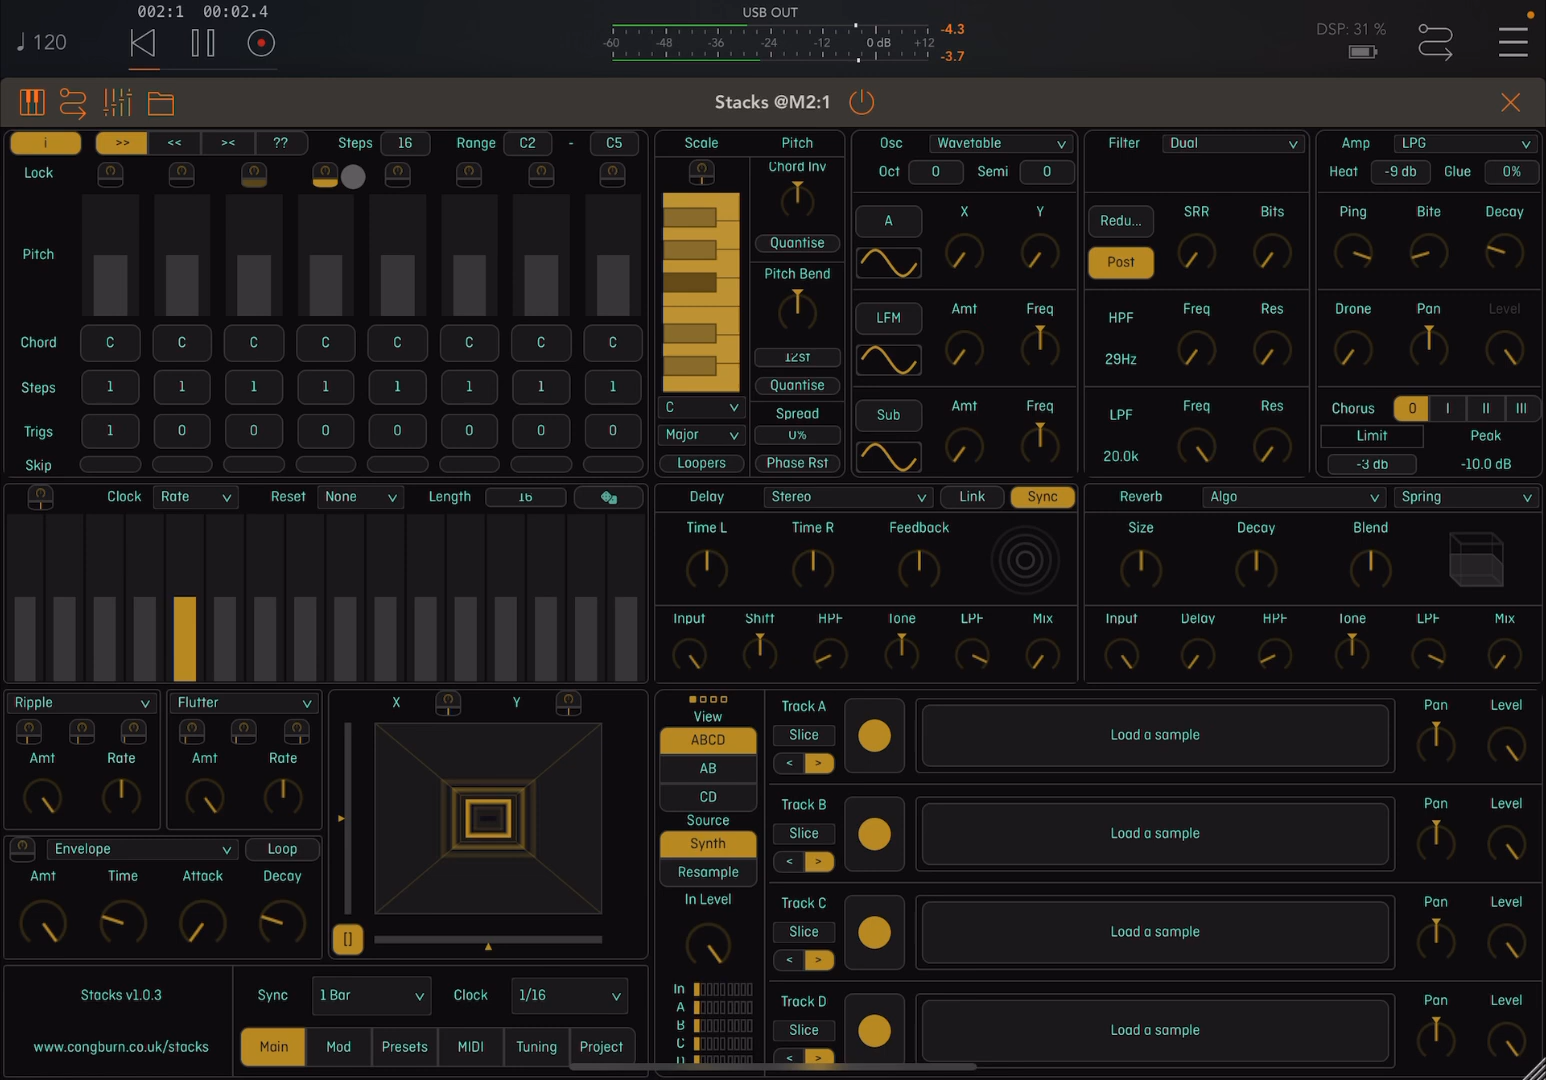 002:1 00:02.4 USB OUT
♩ 120 -60 -48 -36 -24 -12 0 dB +12 -4.3 -3.7 DSP: 31 %
Stacks @M2:1
i >> << >< ?? Steps 16 Range C2 - C5
Lock
Pitch
Chord C C C C C C C C
Steps 1 1 1 1 1 1 1 1
Trigs 1 0 0 0 0 0 0 0
Skip
Scale Pitch
Chord Inv
Quantise
Pitch Bend
12st
C Quantise
Spread
Major 0%
Loopers Phase Rst
Osc Wavetable
Oct 0 Semi 0
A X Y
LFM Amt Freq
Sub Amt Freq
Filter Dual
Redu... SRR Bits
Post
HPF Freq Res
29Hz
LPF Freq Res
20.0k
Amp LPG
Heat -9 db Glue 0%
Ping Bite Decay
Drone Pan Level
Chorus 0 I II III
Limit Peak
-3 db -10.0 dB
Clock Rate Reset None Length 16
Delay Stereo Link Sync
Time L Time R Feedback
Input Shift HPF Tone LPF Mix
Reverb Algo Spring
Size Decay Blend
Input Delay HPF Tone LPF Mix
Ripple Flutter
Amt Rate Amt Rate
Envelope Loop
Amt Time Attack Decay
X Y
[]
Stacks v1.0.3
www.congburn.co.uk/stacks
Sync 1 Bar Clock 1/16
Main Mod Presets MIDI Tuning Project
View
ABCD
AB
CD
Source
Synth
Resample
In Level
In
A
B
C
D
Track A Load a sample Pan Level
Slice
< >
Track B Load a sample Pan Level
Slice
< >
Track C Load a sample Pan Level
Slice
< >
Track D Load a sample Pan Level
Slice
< >